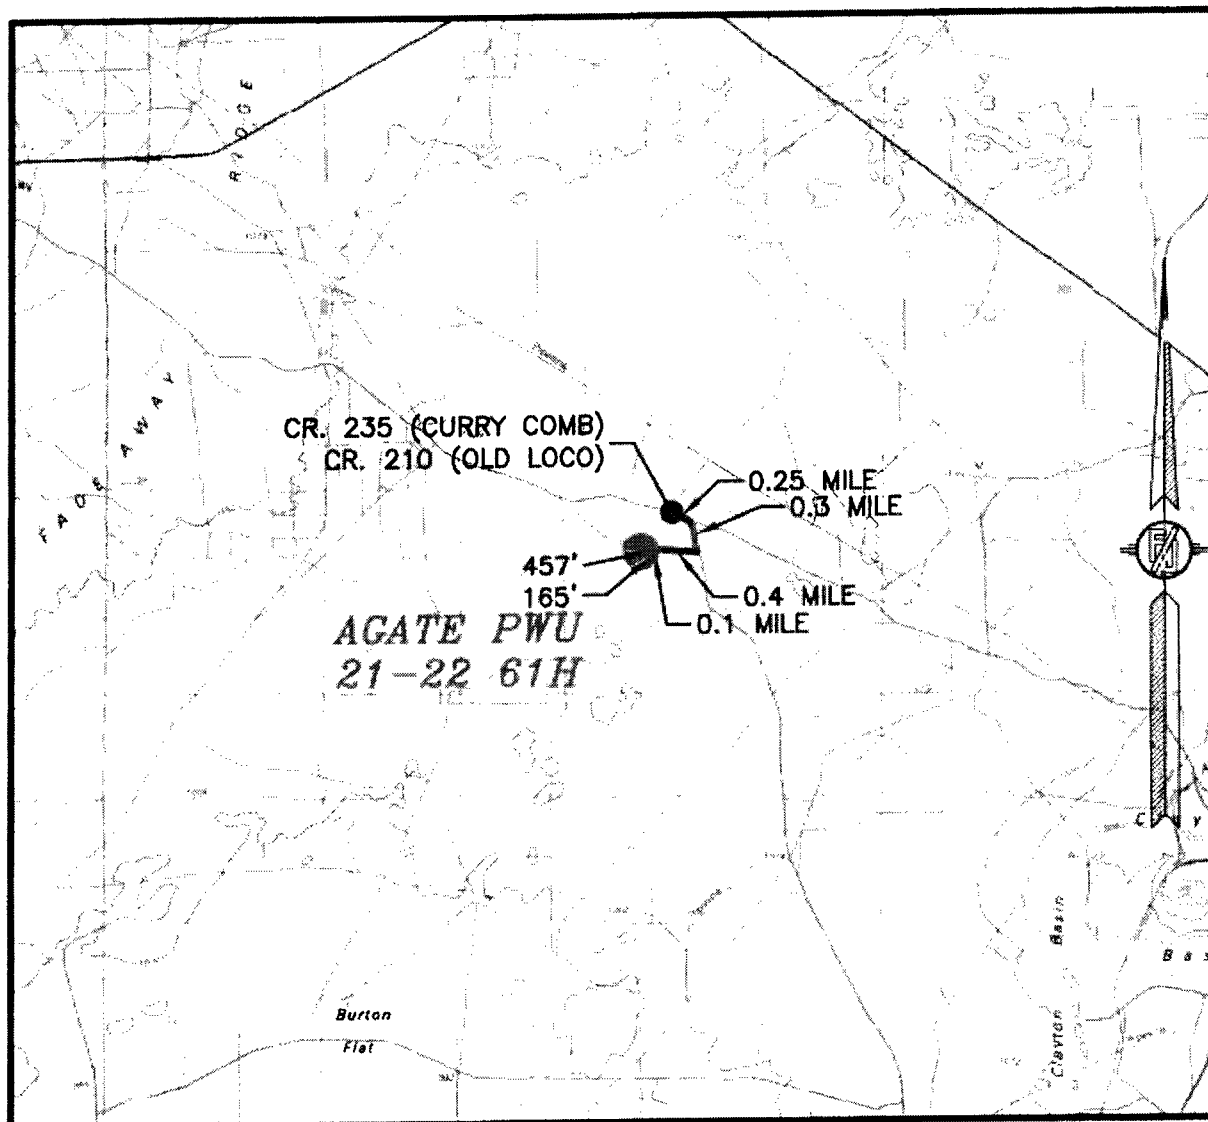 RIDGE
FADE AWAY
CR. 235 (CURRY COMB)
CR. 210 (OLD LOCO)
0.25 MILE
0.3 MILE
457'
165'
0.4 MILE
0.1 MILE
AGATE PWU
21-22 61H
Burton
Flat
Clayton Basin